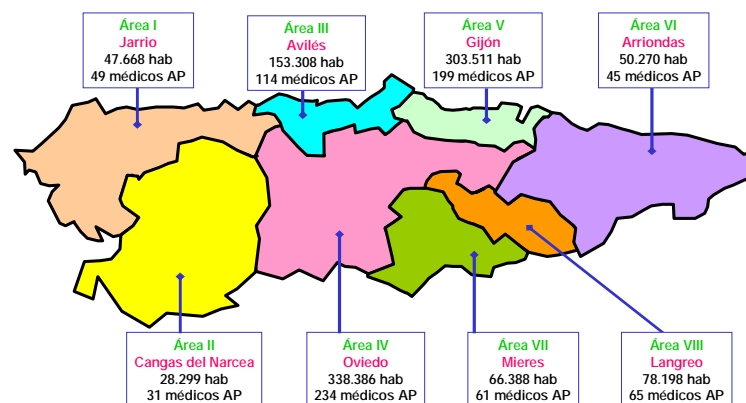 Área I
Jarrio
47.668 hab
49 médicos AP
Área III
Avilés
153.308 hab
114 médicos AP
Área V
Gijón
303.511 hab
199 médicos AP
Área VI
Arriondas
50.270 hab
45 médicos AP
Área II
Cangas del Narcea
28.299 hab
31 médicos AP
Área IV
Oviedo
338.386 hab
234 médicos AP
Área VII
Mieres
66.388 hab
61 médicos AP
Área VIII
Langreo
78.198 hab
65 médicos AP